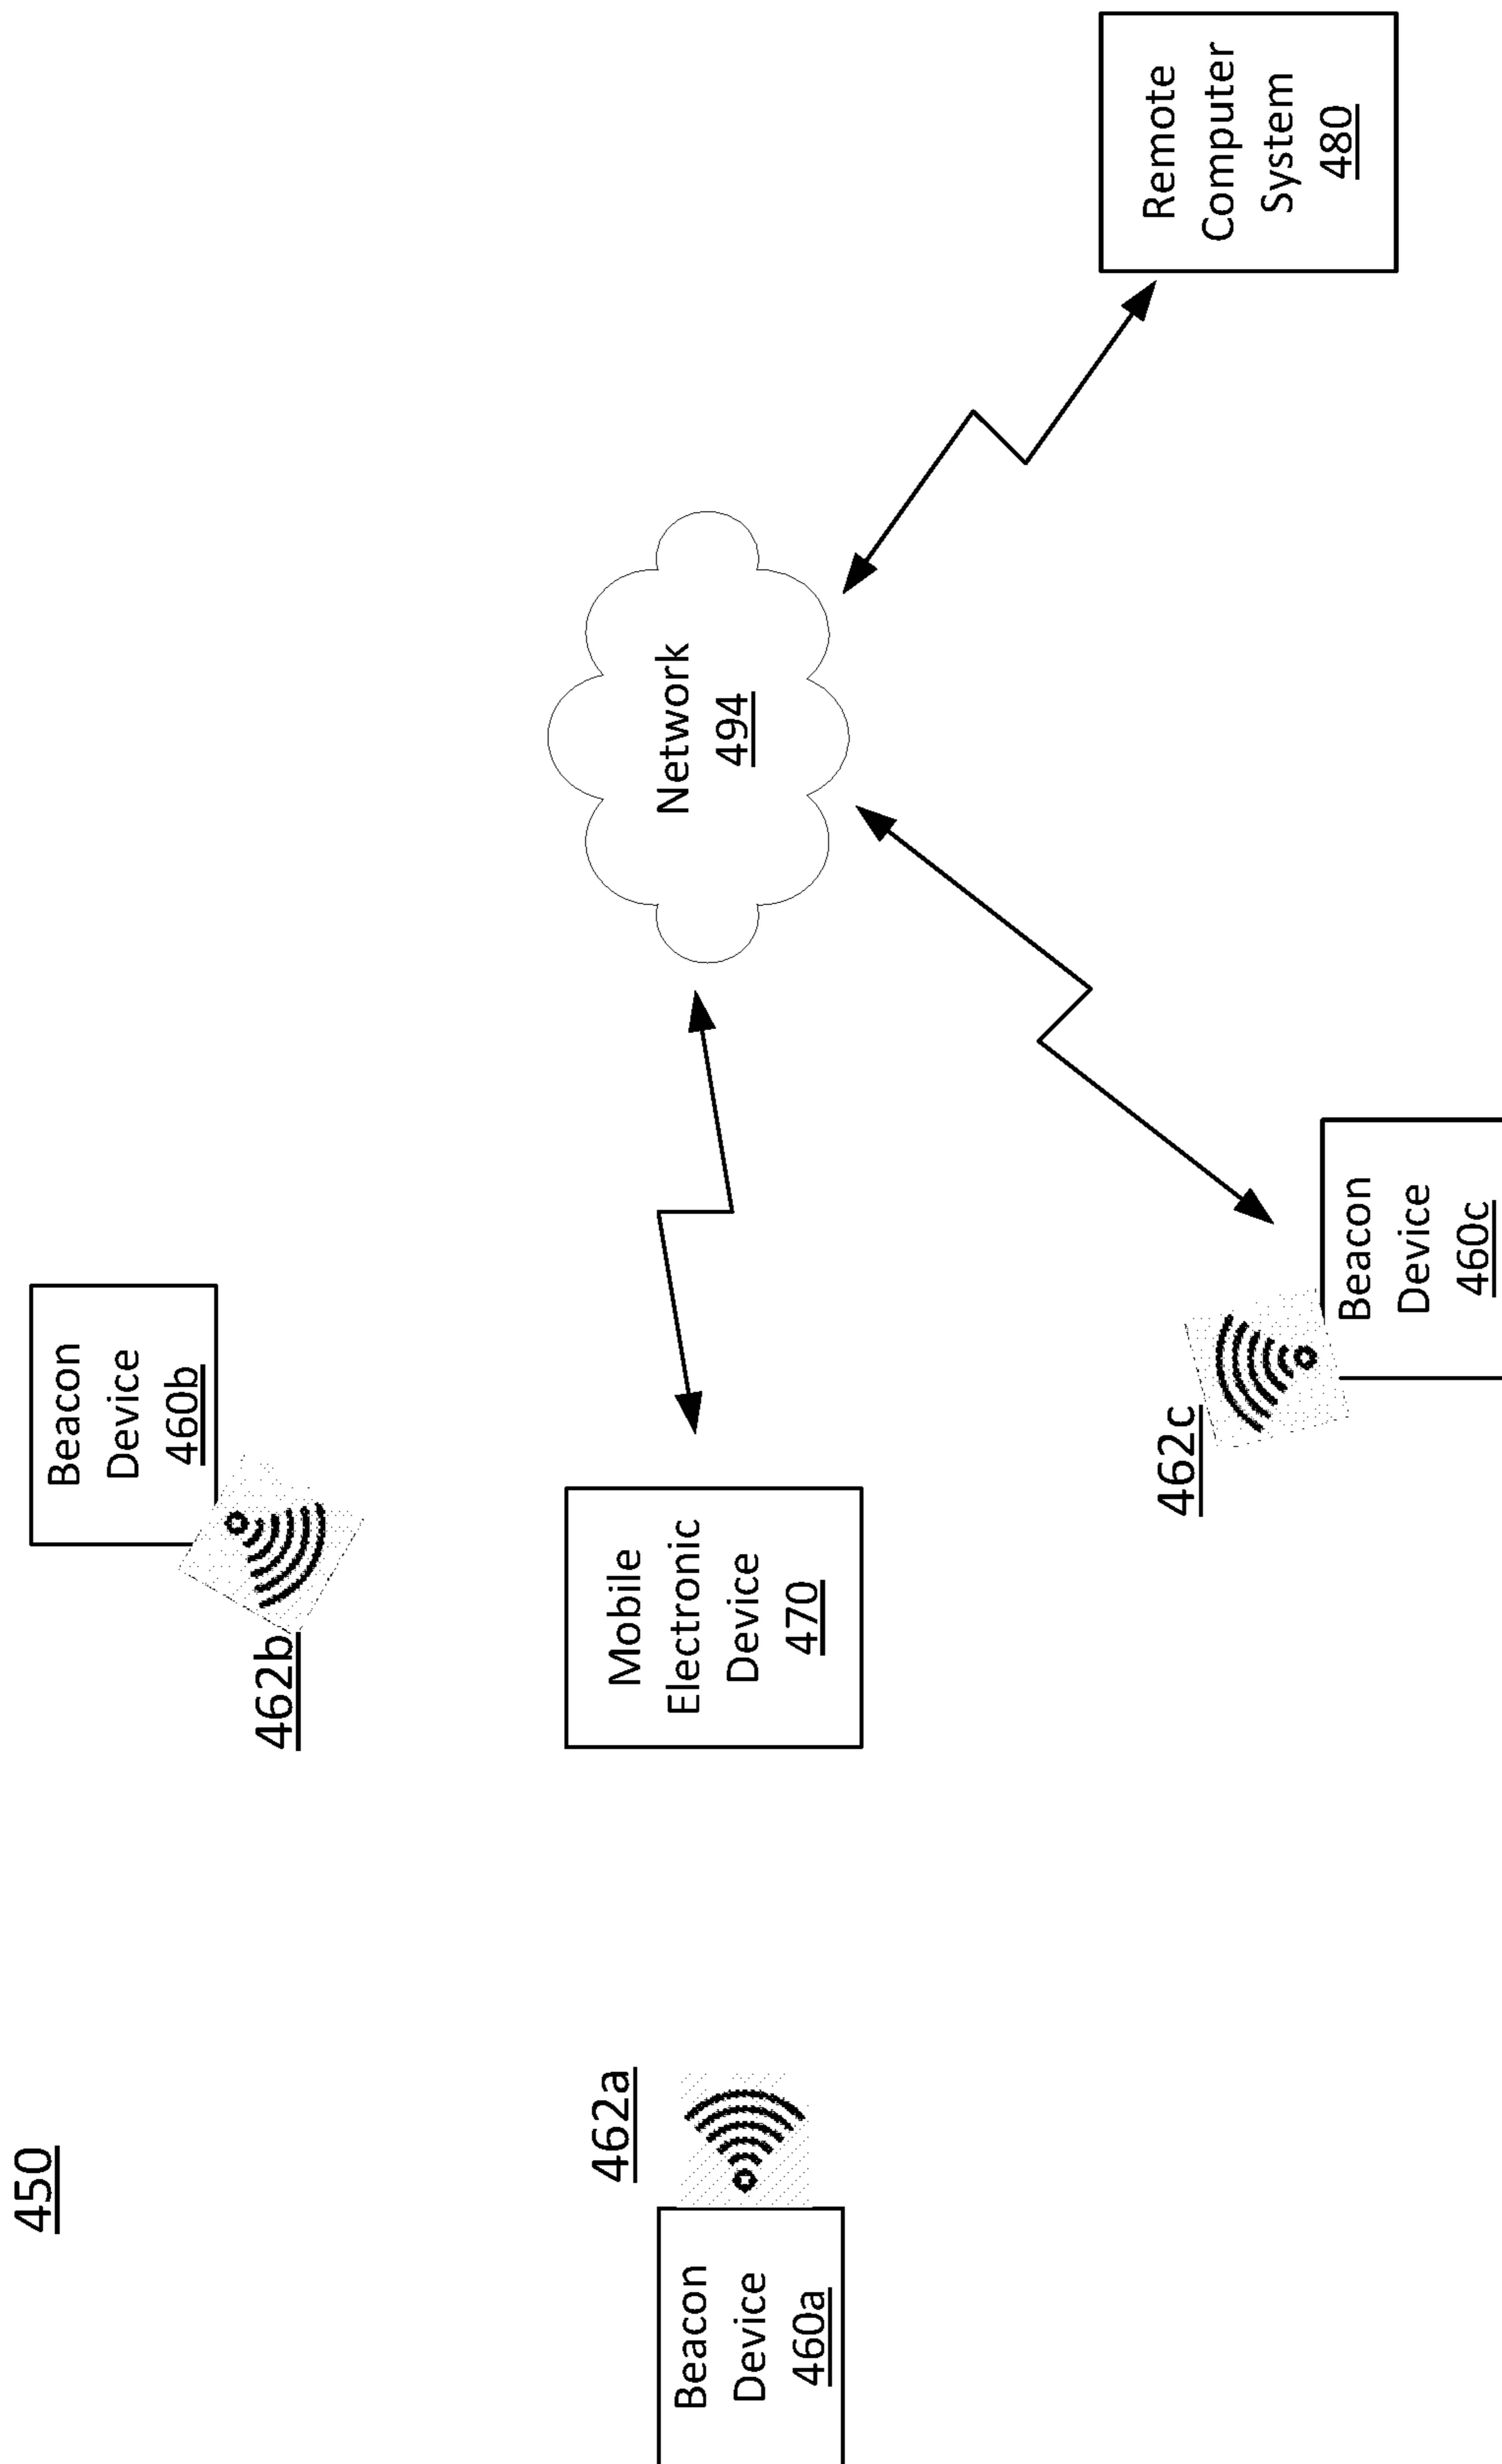 450
Beacon
Device
460b
462b
462a
Beacon
Device
460a
Mobile
Electronic
Device
470
Network
494
462c
Beacon
Device
460c
Remote
Computer
System
480